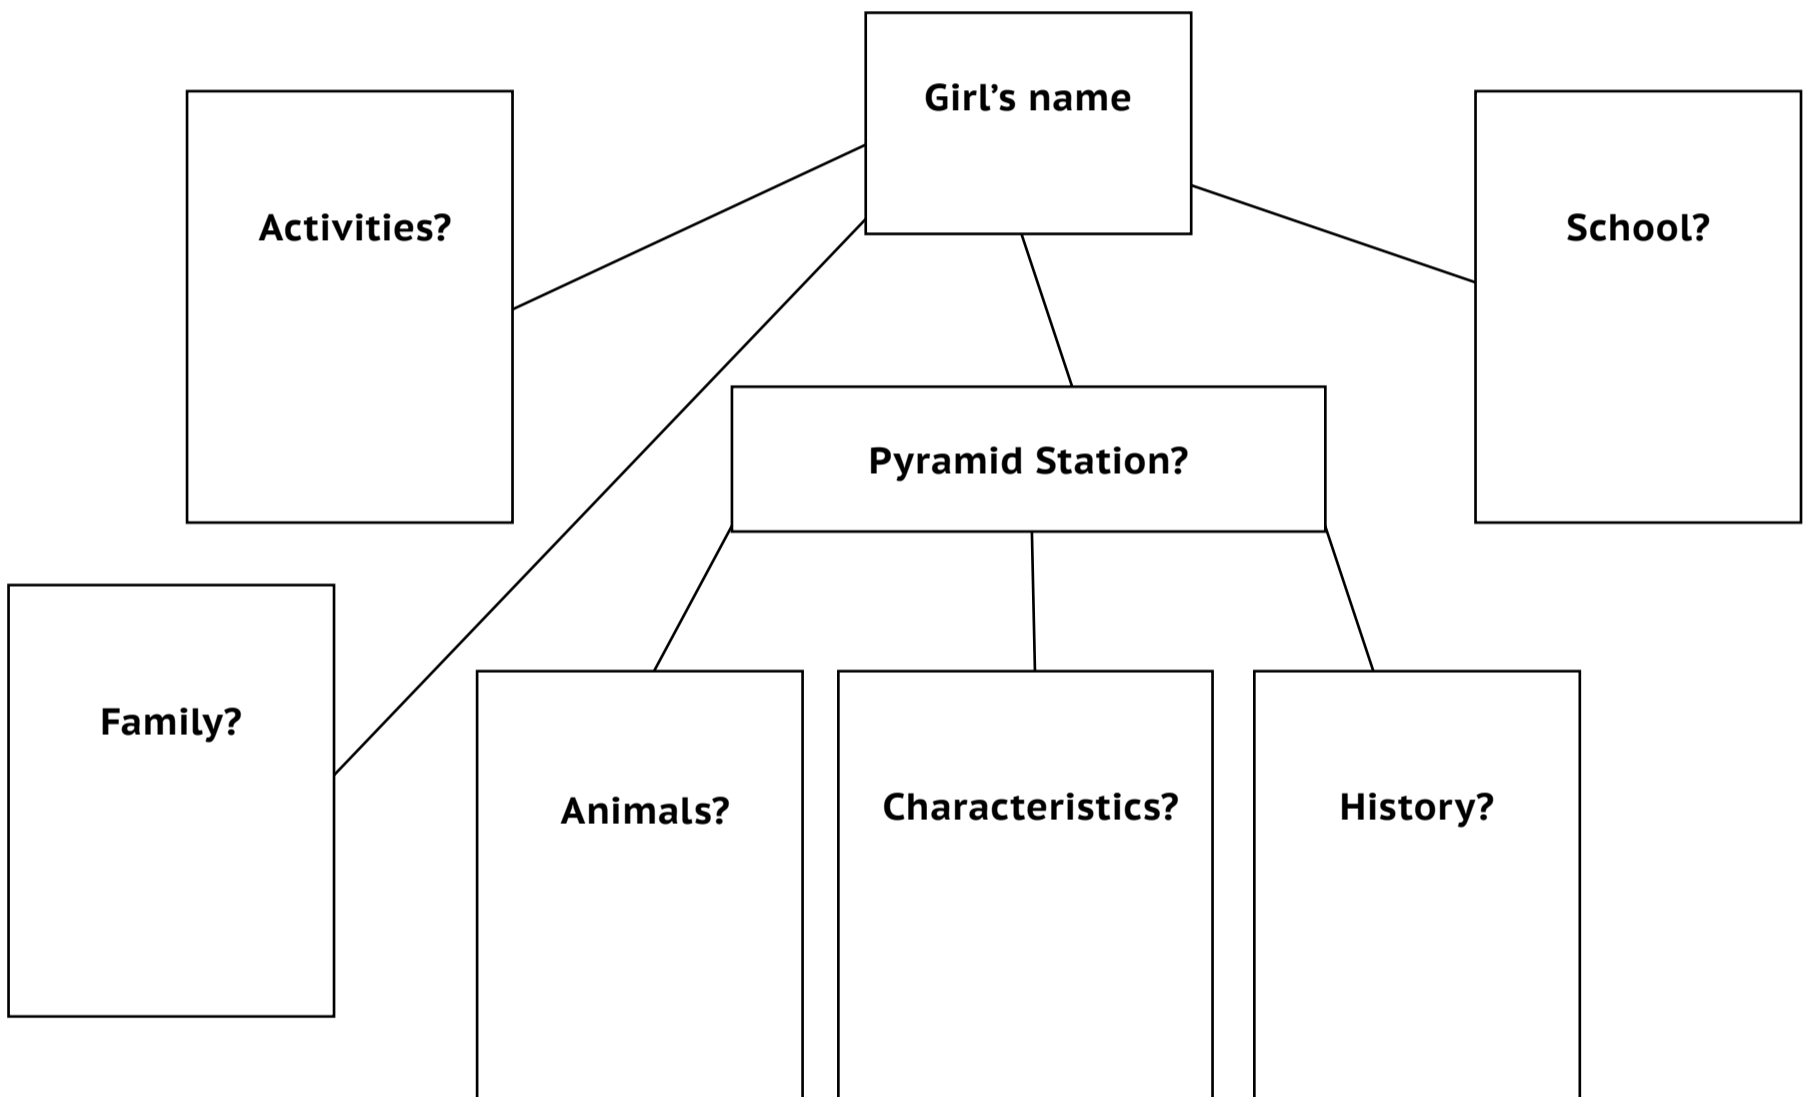 Girl’s name
Activities?
School?
Pyramid Station?
Family?
Animals?
Characteristics?
History?